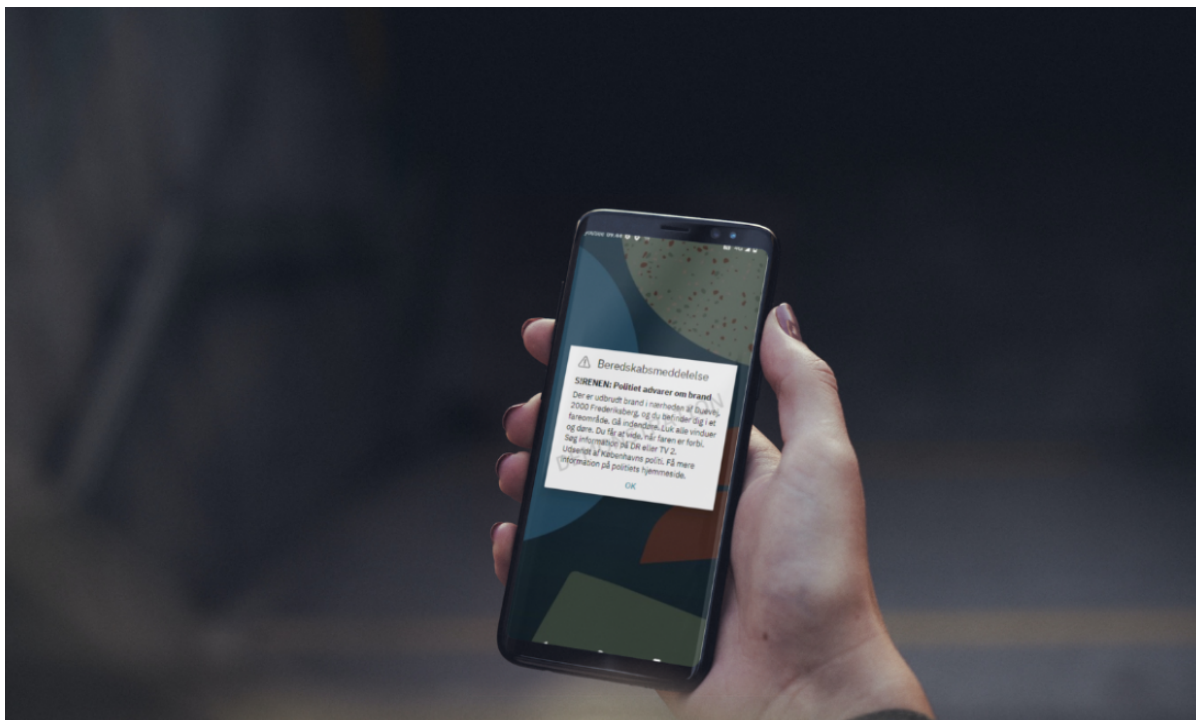 Beredskabsmeddelelse
SIRENEN: Politiet advarer om brand
Der er udbrudt brand i nærheden af Duevej,
2000 Frederiksberg, og du befinder dig i et
fareområde. Gå indendøre. Luk alle vinduer
og døre. Du får at vide, når faren er forbi.
Søg information på DR eller TV 2.
Udsendt af Københavns politi. Få mere
information på politiets hjemmeside.
OK